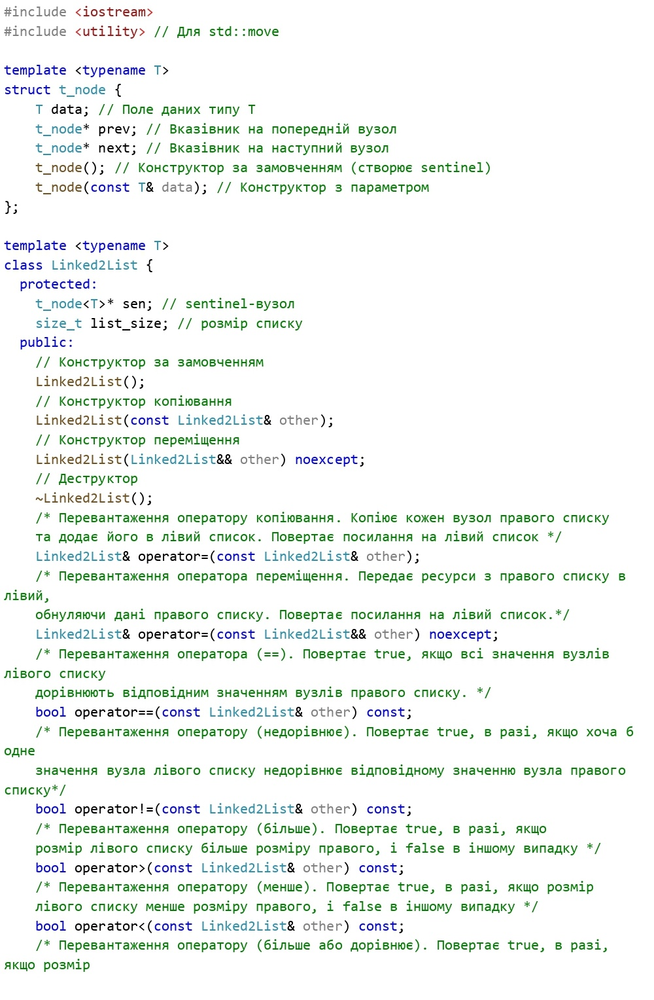 #include <iostream>
#include <utility> // Для std::move
template <typename T>
struct t_node {
T data; // Поле даних типу T
t_node* prev; // Вказівник на попередній вузол
t_node* next; // Вказівник на наступний вузол
t_node(); // Конструктор за замовченням (створює sentinel)
t_node(const T& data); // Конструктор з параметром
};
template <typename T>
class Linked2List {
protected:
t_node<T>* sen; // sentinel-вузол
size_t list_size; // розмір списку
public:
// Конструктор за замовченням
Linked2List();
// Конструктор копіювання
Linked2List(const Linked2List& other);
// Конструктор переміщення
Linked2List(Linked2List&& other) noexcept;
// Деструктор
~Linked2List();
/* Перевантаження оператору копіювання. Копіює кожен вузол правого списку
та додає його в лівий список. Повертає посилання на лівий список */
Linked2List& operator=(const Linked2List& other);
/* Перевантаження оператора переміщення. Передає ресурси з правого списку в
лівий,
обнуляючи дані правого списку. Повертає посилання на лівий список.*/
Linked2List& operator=(const Linked2List&& other) noexcept;
/* Перевантаження оператора (==). Повертає true, якщо всі значення вузлів
лівого списку
дорівнюють відповідним значенням вузлів правого списку. */
bool operator==(const Linked2List& other) const;
/* Перевантаження оператору (недорівнює). Повертає true, в разі, якщо хоча б
одне
значення вузла лівого списку недорівнює відповідному значенню вузла правого
списку*/
bool operator!=(const Linked2List& other) const;
/* Перевантаження оператору (більше). Повертає true, в разі, якщо
розмір лівого списку більше розміру правого, і false в іншому випадку */
bool operator>(const Linked2List& other) const;
/* Перевантаження оператору (менше). Повертає true, в разі, якщо розмір
лівого списку менше розміру правого, і false в іншому випадку */
bool operator<(const Linked2List& other) const;
/* Перевантаження оператору (більше або дорівнює). Повертає true, в разі,
якщо розмір